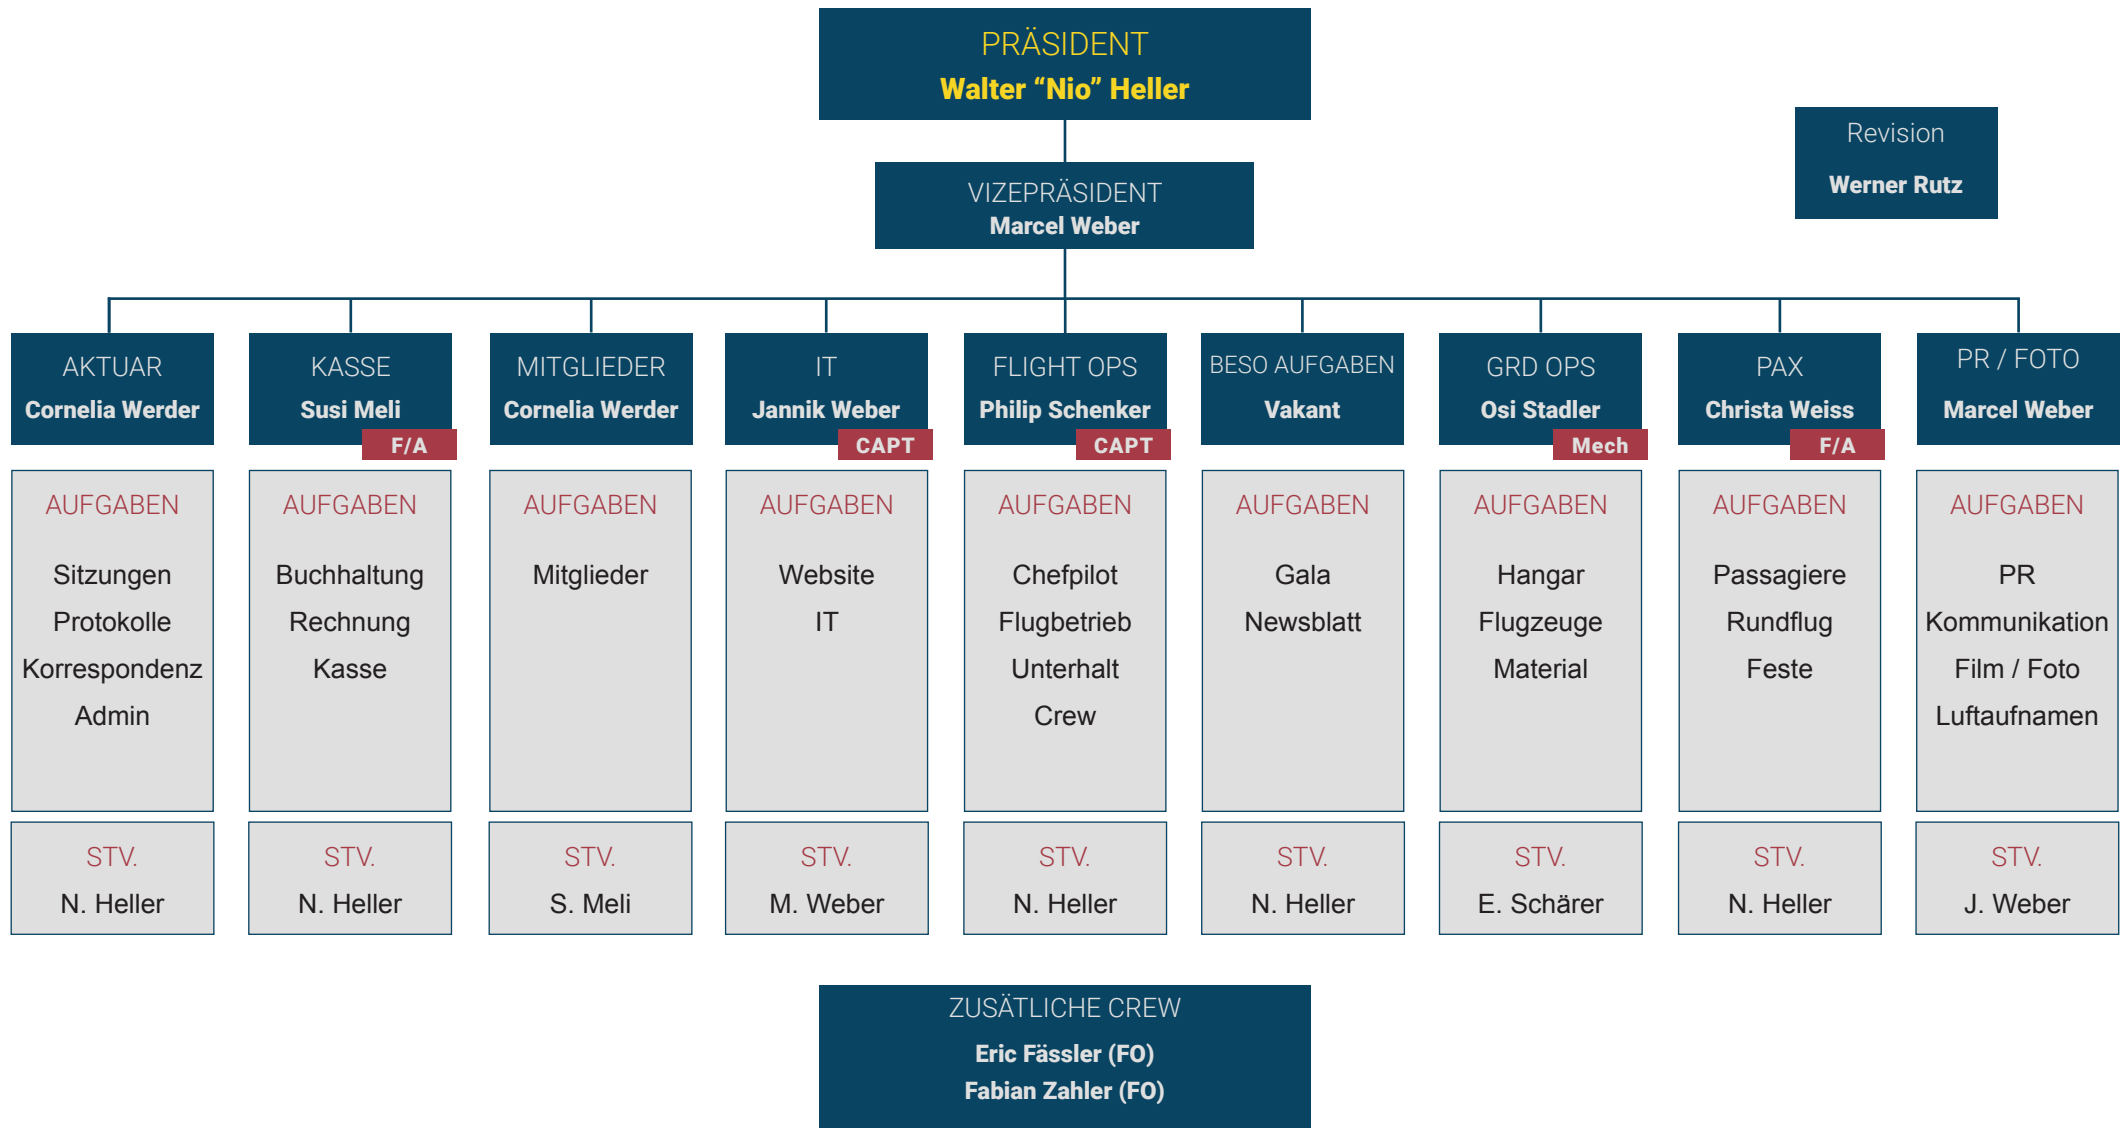 PRÄSIDENT
Walter “Nio” Heller
Revision
Werner Rutz
VIZEPRÄSIDENT
Marcel Weber
AKTUAR
Cornelia Werder
KASSE
Susi Meli
F/A
MITGLIEDER
Cornelia Werder
IT
Jannik Weber
CAPT
FLIGHT OPS
Philip Schenker
CAPT
BESO AUFGABEN
Vakant
GRD OPS
Osi Stadler
Mech
PAX
Christa Weiss
F/A
PR / FOTO
Marcel Weber
AUFGABEN
Sitzungen
Protokolle
Korrespondenz
Admin
AUFGABEN
Buchhaltung
Rechnung
Kasse
AUFGABEN
Mitglieder
AUFGABEN
Website
IT
AUFGABEN
Chefpilot
Flugbetrieb
Unterhalt
Crew
AUFGABEN
Gala
Newsblatt
AUFGABEN
Hangar
Flugzeuge
Material
AUFGABEN
Passagiere
Rundflug
Feste
AUFGABEN
PR
Kommunikation
Film / Foto
Luftaufnamen
STV.
N. Heller
STV.
N. Heller
STV.
S. Meli
STV.
M. Weber
STV.
N. Heller
STV.
N. Heller
STV.
E. Schärer
STV.
N. Heller
STV.
J. Weber
ZUSÄTLICHE CREW
Eric Fässler (FO)
Fabian Zahler (FO)